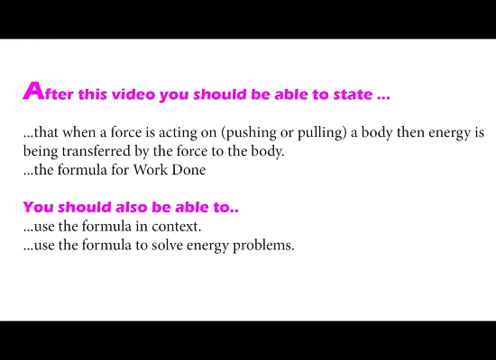 After this video you should be able to state ...
...that when a force is acting on (pushing or pulling) a body then energy is
being transferred by the force to the body.
...the formula for Work Done
You should also be able to..
...use the formula in context.
...use the formula to solve energy problems.